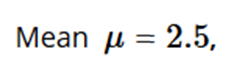 Mean μ = 2.5,